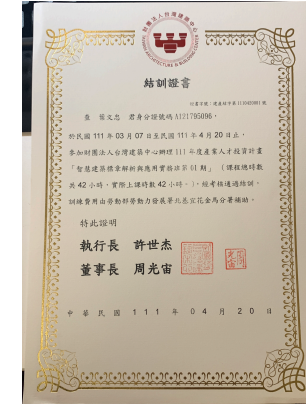 財團法人台灣建築中心
TAIWAN ARCHITECTURE & BUILDING CENTER
結訓證書
查 葉文忠 君身分證號碼A121795096,
於民國111年03月07日至民國111年4月20日止,
參加財團法人台灣建築中心辦理111年度產業人才投資計畫
「智慧建築標章解析與應用實務班第01期」(課程總時數
共42小時,實際上課時數42小時。),經考核通過結訓。
訓練費用由勞動部勞動力發展署北基宜花金馬分署補助。
特此證明
執行長 許世杰
董事長 周光宙
中華民國 111 年 04 月 20 日